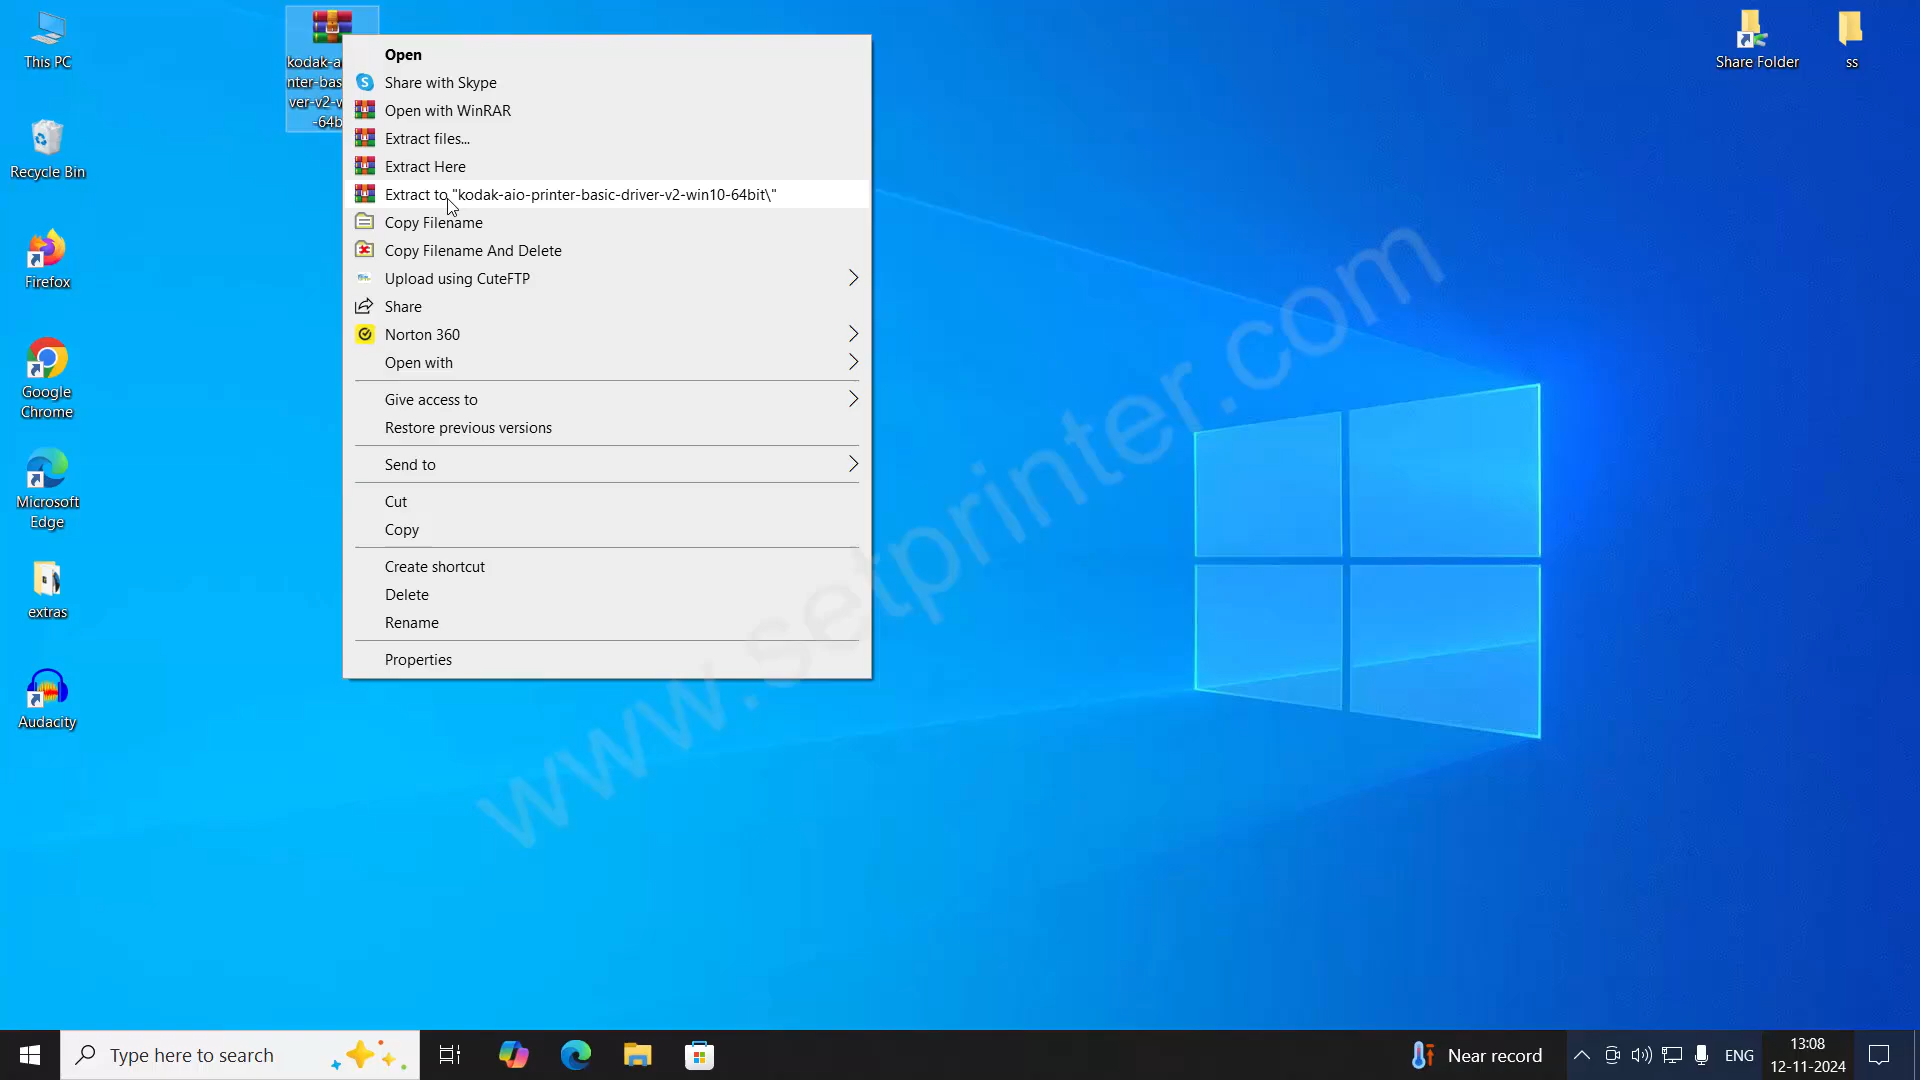 This PC
Recycle Bin
Firefox
Google
Chrome
Microsoft
Edge
extras
Audacity
kodak-a
nter-bas
ver-v2-w
-64b
Open
Share with Skype
Open with WinRAR
Extract files...
Extract Here
Extract to "kodak-aio-printer-basic-driver-v2-win10-64bit\"
Copy Filename
Copy Filename And Delete
Upload using CuteFTP
Share
Norton 360
Open with
Give access to
Restore previous versions
Send to
Cut
Copy
Create shortcut
Delete
Rename
Properties
Share Folder
ss
www.setprinter.com
Type here to search
Near record
ENG
13:08
12-11-2024